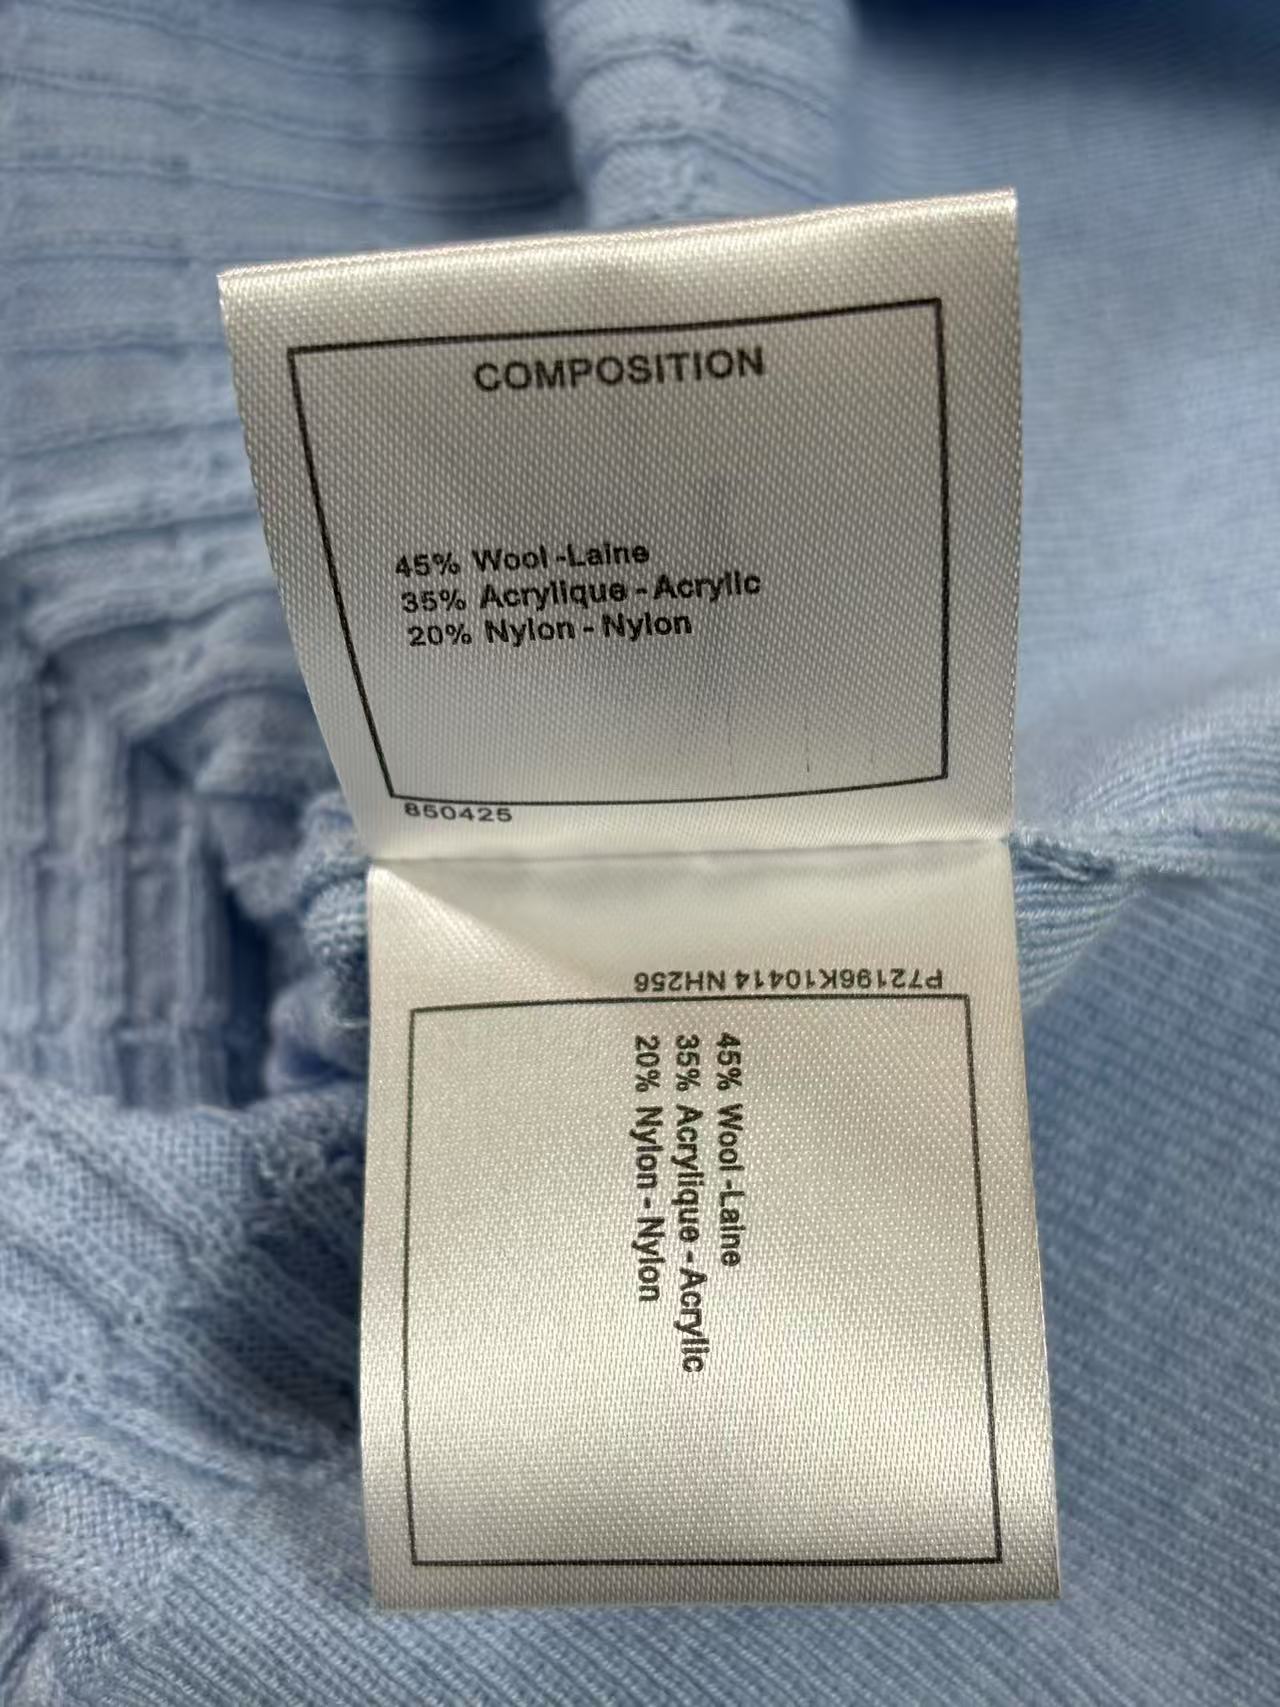 COMPOSITION
45% Wool -Laine
35% Acrylique - Acrylic
20% Nylon - Nylon
850425
P72196K10414 NH256
45% Wool -Laine
35% Acrylique - Acrylic
20% Nylon - Nylon